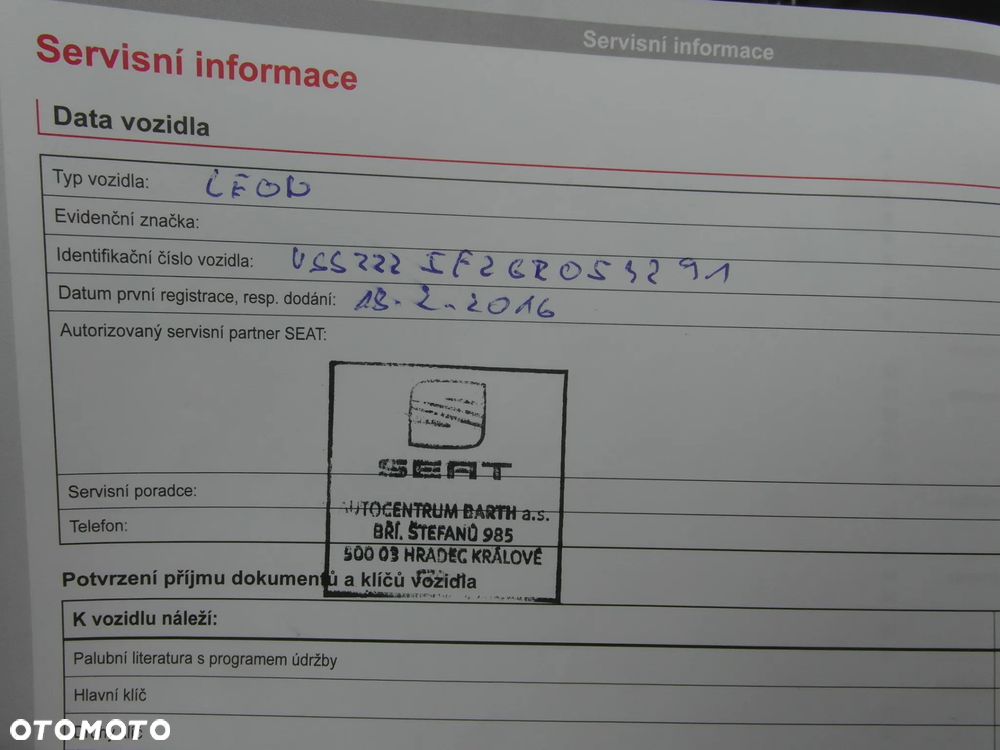 Servisní informace
Servisní informace
Data vozidla
Typ vozidla: LEON
Evidenční značka:
Identifikační číslo vozidla: VSSZZZ5FZGR053291
Datum první registrace, resp. dodání: 18.2.2016
Autorizovaný servisní partner SEAT:
SEAT
AUTOCENTRUM BARTH a.s.
BŘÍ. ŠTEFANŮ 985
500 03 HRADEC KRÁLOVÉ
Servisní poradce:
Telefon:
Potvrzení příjmu dokumentů a klíčů vozidla
K vozidlu náleží:
Palubní literatura s programem údržby
Hlavní klíč
OTOMOTO